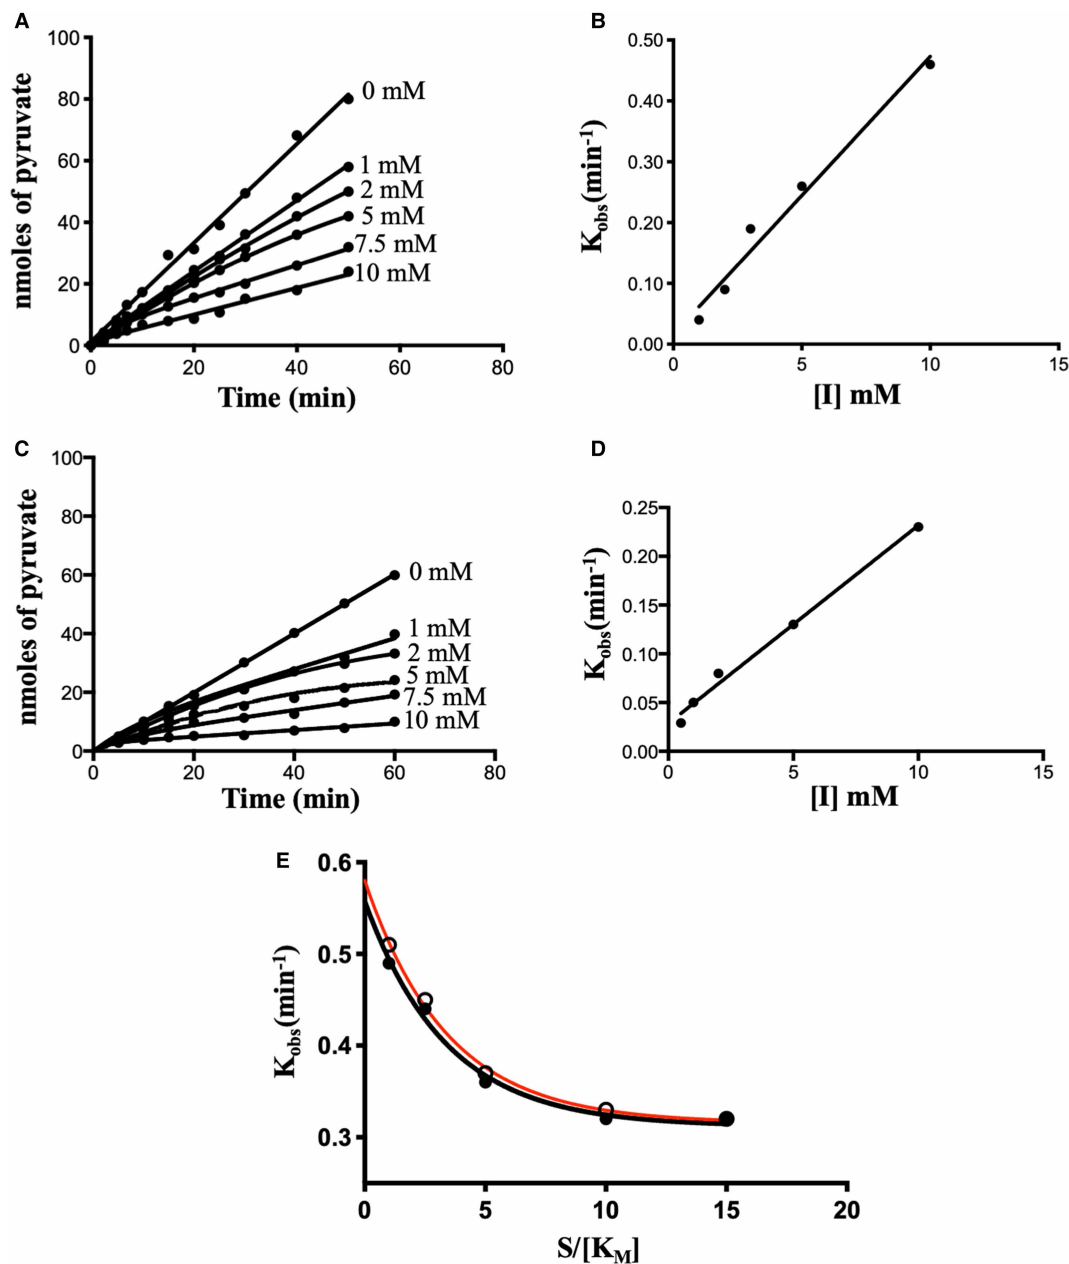 A
100
80
60
40
20
0
nmoles of pyruvate
0 mM
1 mM
2 mM
5 mM
7.5 mM
10 mM
0 20 40 60 80
Time (min)
B
0.50
0.40
0.30
0.20
0.10
0.00
Kobs(min-1)
0 5 10 15
[I] mM
C
100
80
60
40
20
0
nmoles of pyruvate
0 mM
1 mM
2 mM
5 mM
7.5 mM
10 mM
0 20 40 60 80
Time (min)
D
0.25
0.20
0.15
0.10
0.05
0.00
Kobs(min-1)
0 5 10 15
[I] mM
E
0.6
0.5
0.4
0.3
Kobs(min-1)
0 5 10 15 20
S/[KM]